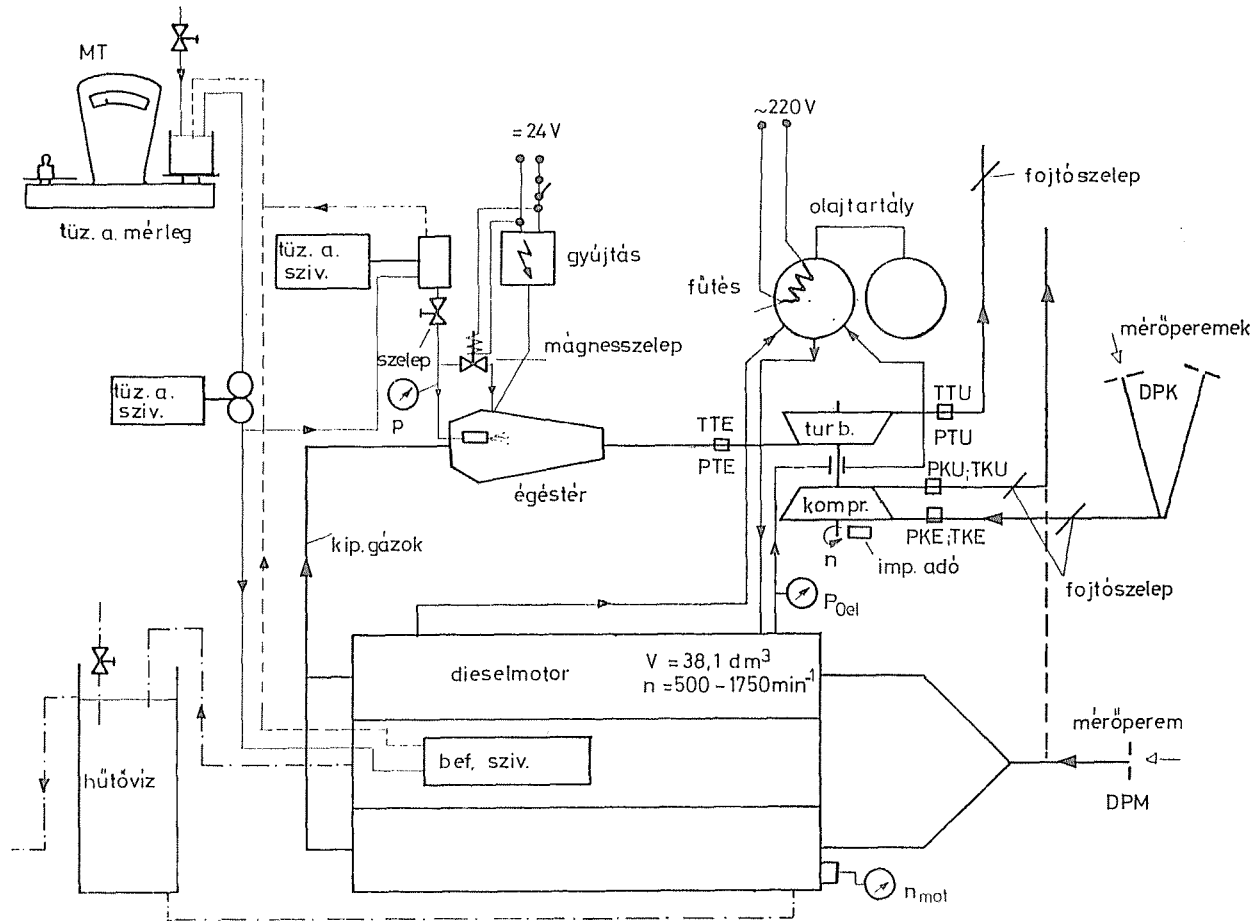 MT
tüz. a. mérleg
= 24 V
~220 V
fojtószelep
olajtartály
tüz. a.
sziv.
gyújtás
fűtés
szelep
mágnesszelep
mérőperemek
DPK
tüz. a.
sziv.
p
TTE
PTE
turb.
TTU
PTU
PKU; TKU
égéstér
kompr.
PKE; TKE
n
imp. adó
kip. gázok
fojtószelep
POel
dieselmotor
V = 38,1 dm³
n = 500 – 1750 min⁻¹
mérőperem
bef, sziv.
hűtővíz
DPM
nmot